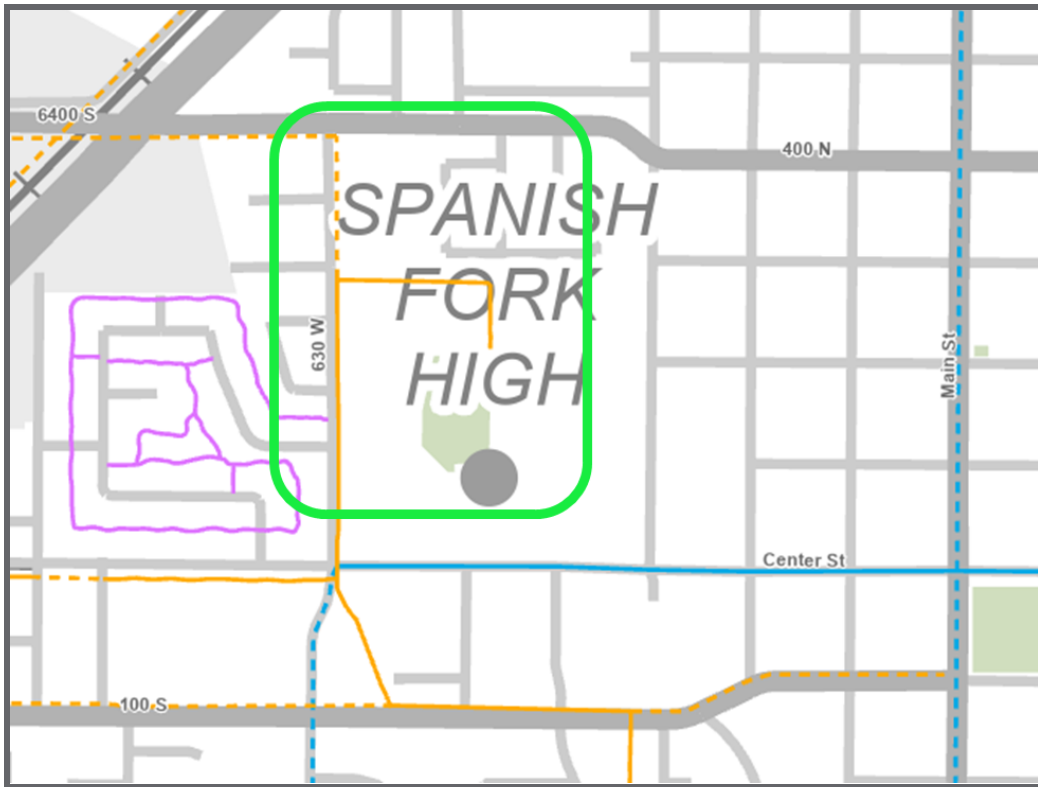 6400 S
400 N
SPANISH
FORK
HIGH
630 W
Main St
Center St
100 S